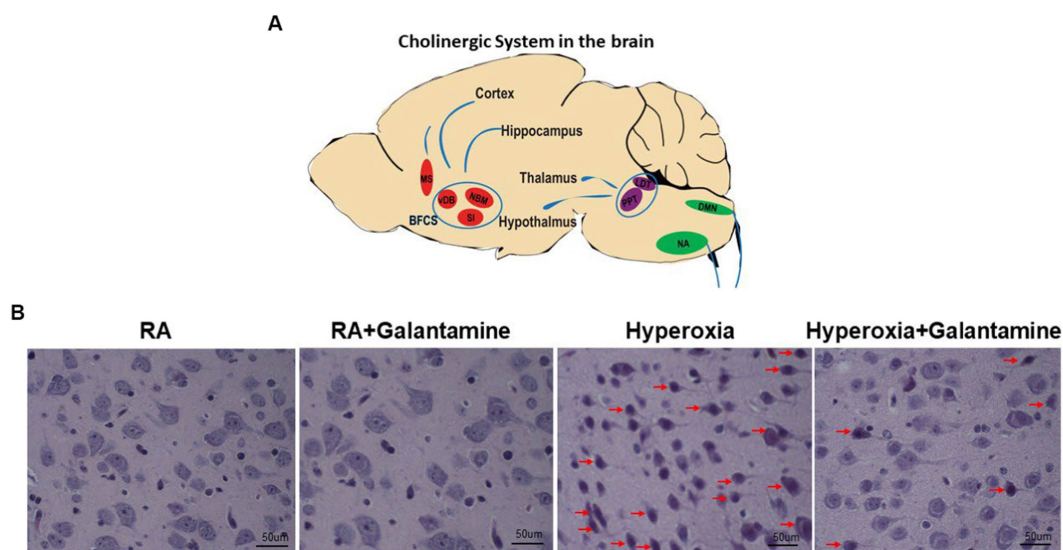 A
Cholinergic System in the brain
Cortex
Hippocampus
MS
Thalamus
LDT
vDB
NBM
PPT
DMN
SI
BFCS
Hypothalmus
NA
B
RA
RA+Galantamine
Hyperoxia
Hyperoxia+Galantamine
50um
50um
50um
50um